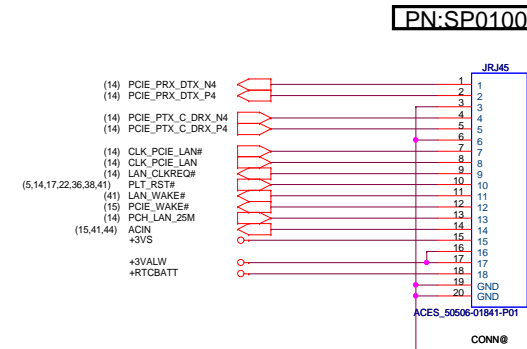 PN:SP0100
JRJ45
(14) PCIE_PRX_DTX_N4 1 1
(14) PCIE_PRX_DTX_P4 2 2
3 3
(14) PCIE_PTX_C_DRX_N4 4 4
(14) PCIE_PTX_C_DRX_P4 5 5
6 6
(14) CLK_PCIE_LAN# 7 7
(14) CLK_PCIE_LAN 8 8
(14) LAN_CLKREQ# 9 9
(5,14,17,22,36,38,41) PLT_RST# 10 10
(41) LAN_WAKE# 11 11
(15) PCIE_WAKE# 12 12
(14) PCH_LAN_25M 13 13
(15,41,44) ACIN 14 14
+3VS 15 15
16 16
+3VALW 17 17
+RTCBATT 18 18
19 GND
20 GND
ACES_50506-01841-P01
CONN@